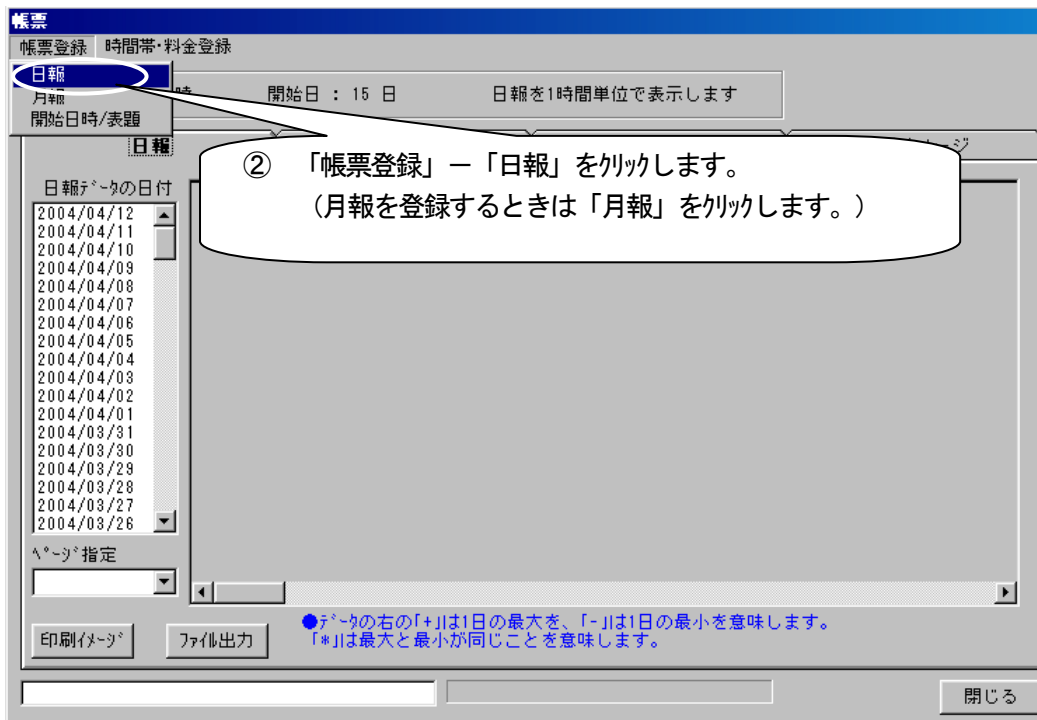 帳票
帳票登録 時間帯･料金登録
日報
月報
開始日時/表題
時 開始日 : 15 日 日報を1時間単位で表示します
日報
② 「帳票登録」－「日報」をｸﾘｯｸします。
（月報を登録するときは「月報」をｸﾘｯｸします。）
日報ﾃﾞｰﾀの日付
2004/04/12
2004/04/11
2004/04/10
2004/04/09
2004/04/08
2004/04/07
2004/04/06
2004/04/05
2004/04/04
2004/04/03
2004/04/02
2004/04/01
2004/03/31
2004/03/30
2004/03/29
2004/03/28
2004/03/27
2004/03/26
ﾍﾟｰｼﾞ指定
●ﾃﾞｰﾀの右の｢+｣は1日の最大を、｢-｣は1日の最小を意味します。
｢*｣は最大と最小が同じことを意味します。
印刷ｲﾒｰｼﾞ ﾌｧｲﾙ出力
閉じる